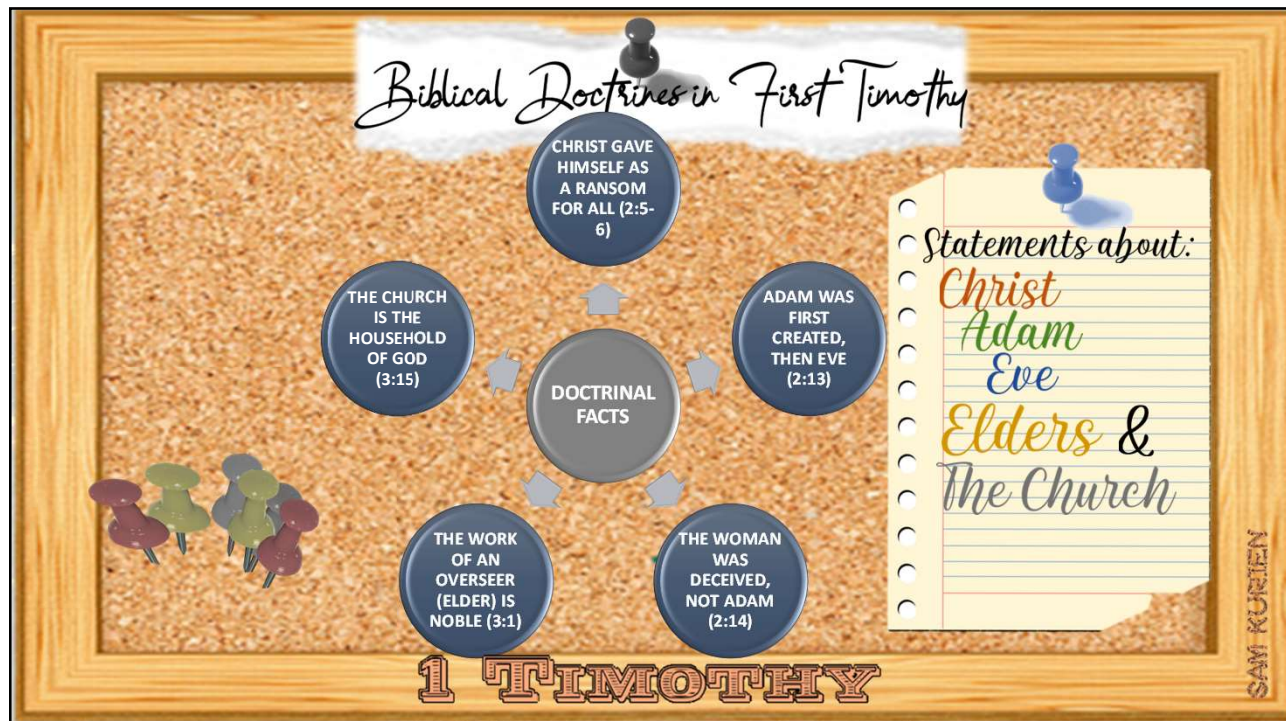 Biblical Doctrines in First Timothy
CHRIST GAVE
HIMSELF AS
A RANSOM
FOR ALL (2:5-
6)
ADAM WAS
FIRST
CREATED,
THEN EVE
(2:13)
THE WOMAN
WAS
DECEIVED,
NOT ADAM
(2:14)
THE WORK
OF AN
OVERSEER
(ELDER) IS
NOBLE (3:1)
THE CHURCH
IS THE
HOUSEHOLD
OF GOD
(3:15)
DOCTRINAL
FACTS
Statements about:
Christ
Adam
Eve
Elders &
The Church
1 TIMOTHY
SAM KURIEN